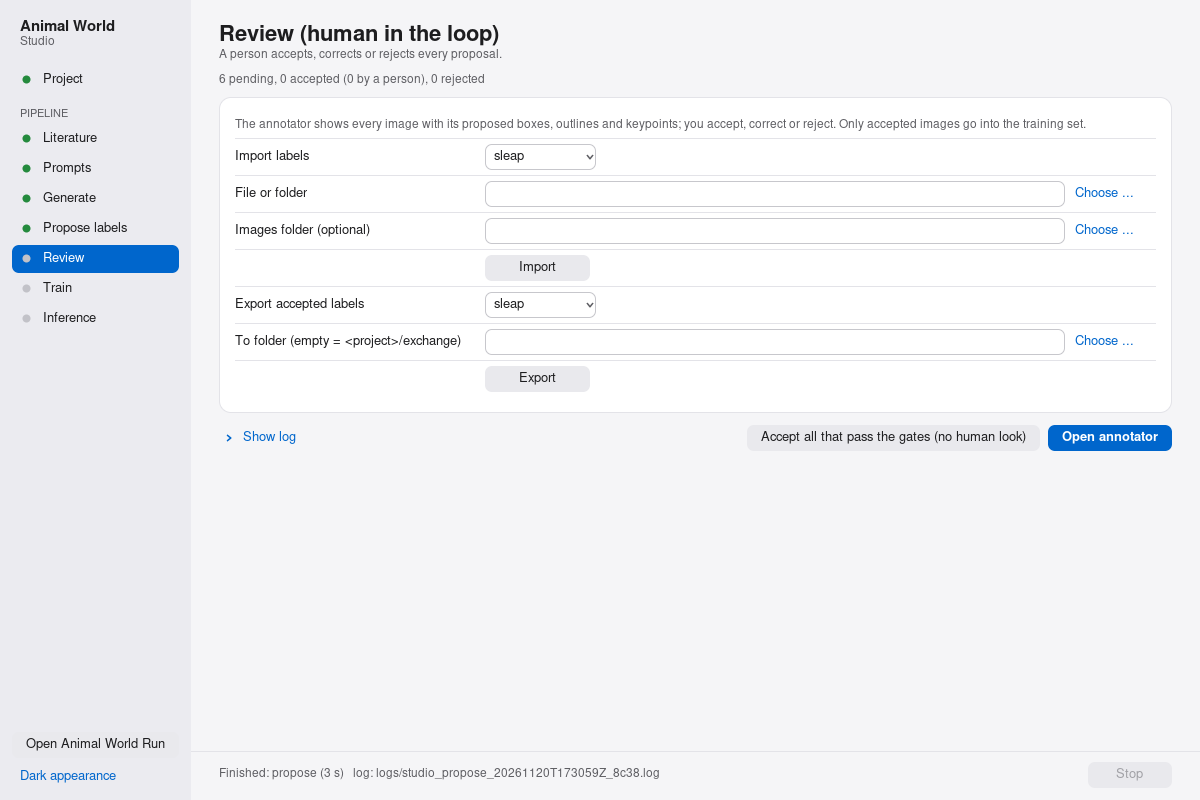 Animal World
Studio
Project
PIPELINE
Literature
Prompts
Generate
Propose labels
Review
Train
Inference
Open Animal World Run
Dark appearance
Review (human in the loop)
A person accepts, corrects or rejects every proposal.
6 pending, 0 accepted (0 by a person), 0 rejected
The annotator shows every image with its proposed boxes, outlines and keypoints; you accept, correct or reject. Only accepted images go into the training set.
Import labels sleap
File or folder Choose ...
Images folder (optional) Choose ...
Import
Export accepted labels sleap
To folder (empty = <project>/exchange) Choose ...
Export
Show log Accept all that pass the gates (no human look) Open annotator
Finished: propose (3 s) log: logs/studio_propose_20261120T173059Z_8c38.log Stop